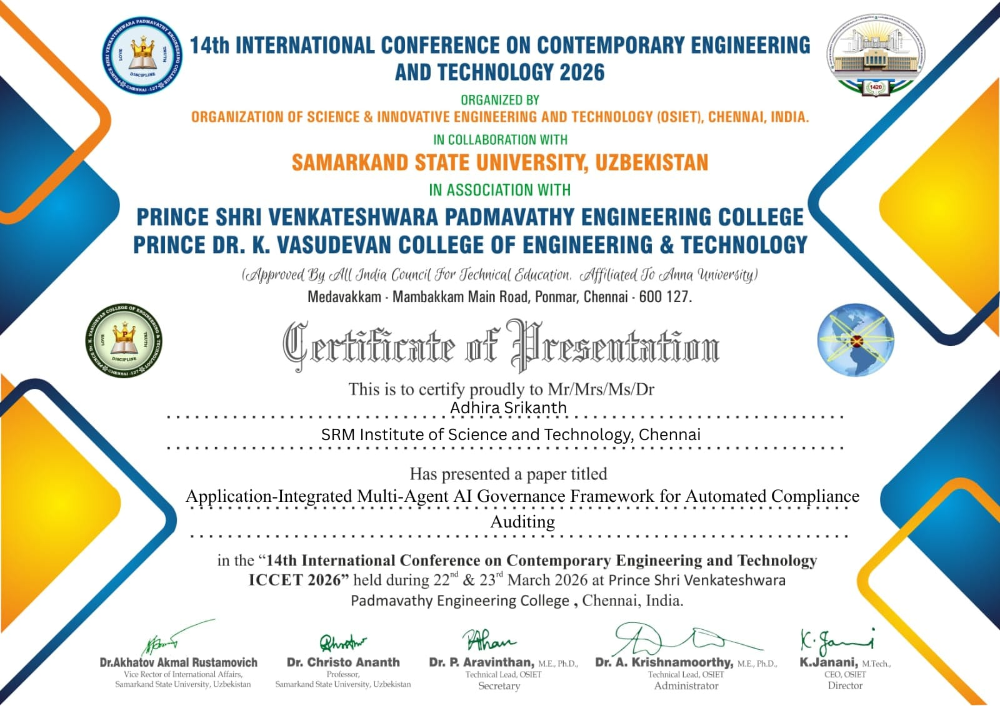 PRINCE SHRI VENKATESHWARA PADMAVATHY ENGINEERING COLLEGE
CHENNAI -127
LOVE
TRUTH
DISCIPLINE
P
14th INTERNATIONAL CONFERENCE ON CONTEMPORARY ENGINEERING
AND TECHNOLOGY 2026
1420
ORGANIZED BY
ORGANIZATION OF SCIENCE & INNOVATIVE ENGINEERING AND TECHNOLOGY (OSIET), CHENNAI, INDIA.
IN COLLABORATION WITH
SAMARKAND STATE UNIVERSITY, UZBEKISTAN
IN ASSOCIATION WITH
PRINCE SHRI VENKATESHWARA PADMAVATHY ENGINEERING COLLEGE
PRINCE DR. K. VASUDEVAN COLLEGE OF ENGINEERING & TECHNOLOGY
(Approved By All India Council For Technical Education, Affiliated To Anna University)
Medavakkam - Mambakkam Main Road, Ponmar, Chennai - 600 127.
PRINCE Dr. K. VASUDEVAN COLLEGE OF ENGINEERING & TECHNOLOGY
CHENNAI -127
LOVE
TRUTH
DISCIPLINE
P
Certificate of Presentation
This is to certify proudly to Mr/Mrs/Ms/Dr
Adhira Srikanth
SRM Institute of Science and Technology, Chennai
Has presented a paper titled
Application-Integrated Multi-Agent AI Governance Framework for Automated Compliance
Auditing
in the “14th International Conference on Contemporary Engineering and Technology
ICCET 2026” held during 22nd & 23rd March 2026 at Prince Shri Venkateshwara
Padmavathy Engineering College , Chennai, India.
K. Janani
Dr.Akhatov Akmal Rustamovich
Vice Rector of International Affairs,
Samarkand State University, Uzbekistan
Dr. Christo Ananth
Professor,
Samarkand State University, Uzbekistan
Dr. P. Aravinthan, M.E., Ph.D.,
Technical Lead, OSIET
Secretary
Dr. A. Krishnamoorthy, M.E., Ph.D.,
Technical Lead, OSIET
Administrator
K.Janani, M.Tech.,
CEO, OSIET
Director